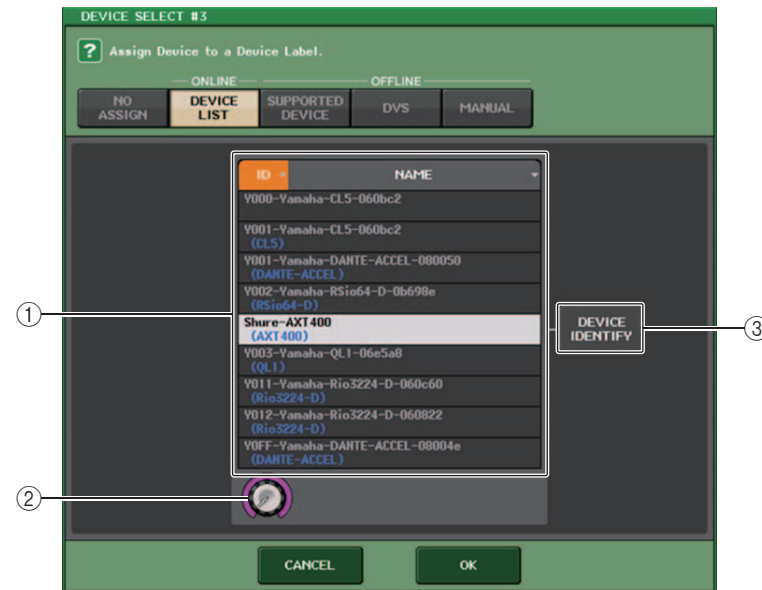 DEVICE SELECT #3
? Assign Device to a Device Label.
ONLINE OFFLINE
NO ASSIGN
DEVICE LIST
SUPPORTED DEVICE
DVS
MANUAL
ID NAME
Y000-Yamaha-CL5-060bc2
Y001-Yamaha-CL5-060bc2
(CL5)
Y001-Yamaha-DANTE-ACCEL-080050
(DANTE-ACCEL)
Y002-Yamaha-RSio64-D-0b698e
(RSio64-D)
Shure-AXT400
(AXT400)
Y003-Yamaha-QL1-06e5a8
(QL1)
Y011-Yamaha-Rio3224-D-060c60
(Rio3224-D)
Y012-Yamaha-Rio3224-D-060822
(Rio3224-D)
Y0FF-Yamaha-DANTE-ACCEL-08004e
(DANTE-ACCEL)
1
DEVICE IDENTIFY
3
2
CANCEL
OK